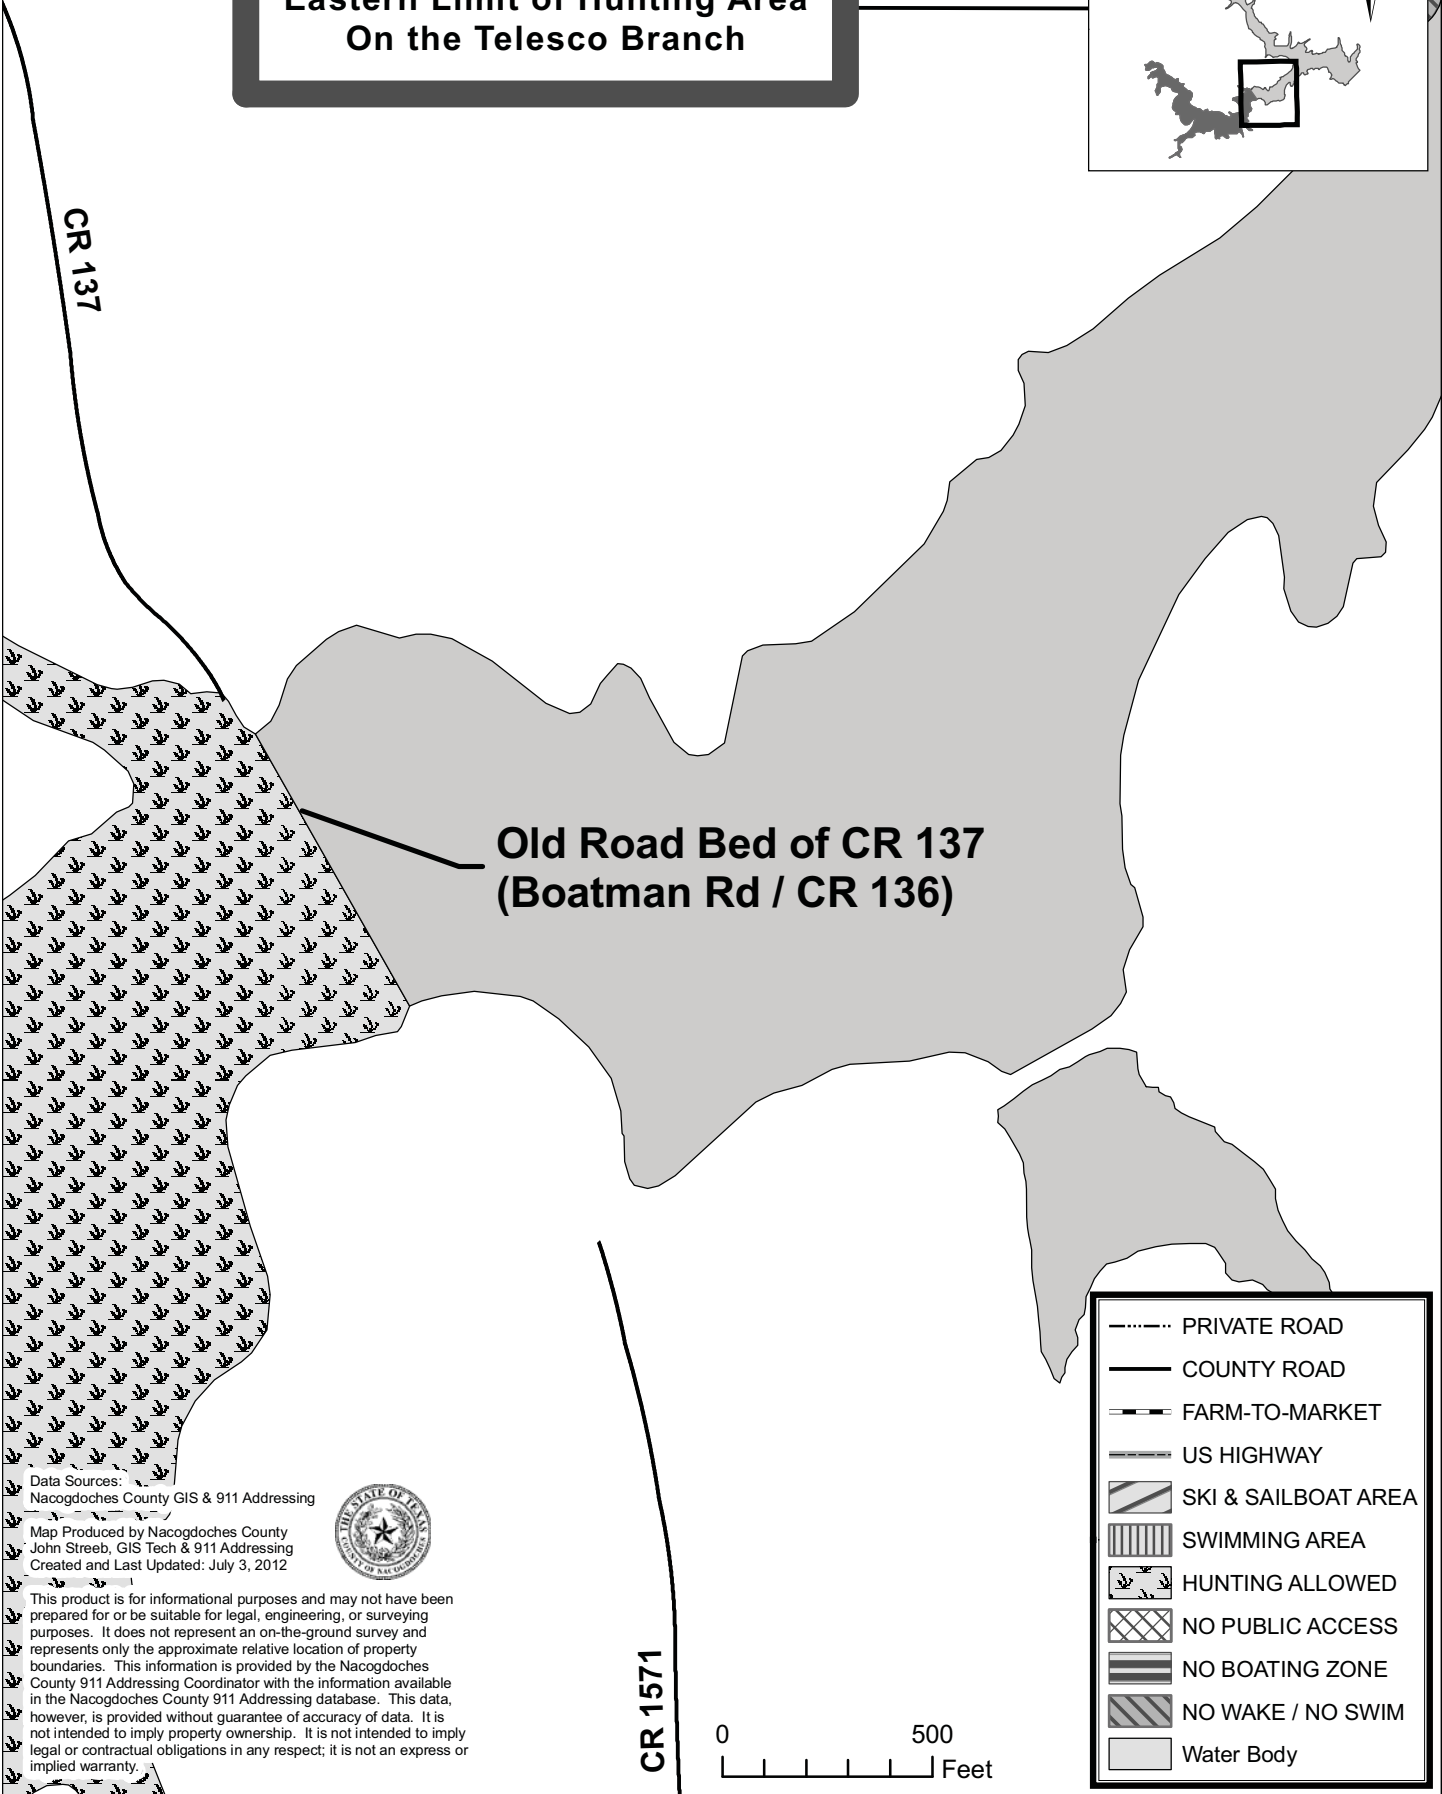 Eastern Limit of Hunting Area
On the Telesco Branch
CR 137
Old Road Bed of CR 137
(Boatman Rd / CR 136)
Data Sources:
Nacogdoches County GIS & 911 Addressing
Map Produced by Nacogdoches County
John Streeb, GIS Tech & 911 Addressing
Created and Last Updated: July 3, 2012
THE STATE OF TEXAS
COUNTY OF NACOGDOCHES
This product is for informational purposes and may not have been
prepared for or be suitable for legal, engineering, or surveying
purposes. It does not represent an on-the-ground survey and
represents only the approximate relative location of property
boundaries. This information is provided by the Nacogdoches
County 911 Addressing Coordinator with the information available
in the Nacogdoches County 911 Addressing database. This data,
however, is provided without guarantee of accuracy of data. It is
not intended to imply property ownership. It is not intended to imply
legal or contractual obligations in any respect; it is not an express or
implied warranty.
CR 1571
0 500
Feet
PRIVATE ROAD
COUNTY ROAD
FARM-TO-MARKET
US HIGHWAY
SKI & SAILBOAT AREA
SWIMMING AREA
HUNTING ALLOWED
NO PUBLIC ACCESS
NO BOATING ZONE
NO WAKE / NO SWIM
Water Body